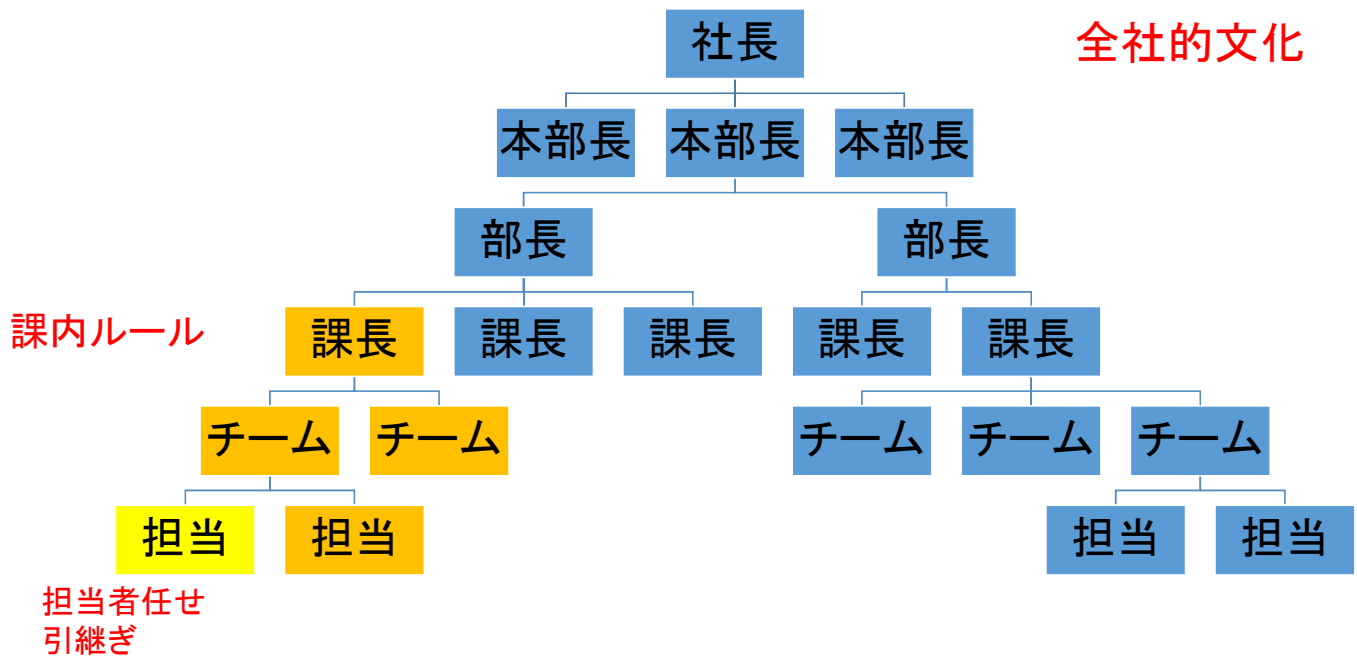 社長
全社的文化
本部長 本部長 本部長
部長 部長
課内ルール
課長 課長 課長 課長 課長
チーム チーム チーム チーム チーム
担当 担当 担当 担当
担当者任せ
引継ぎ